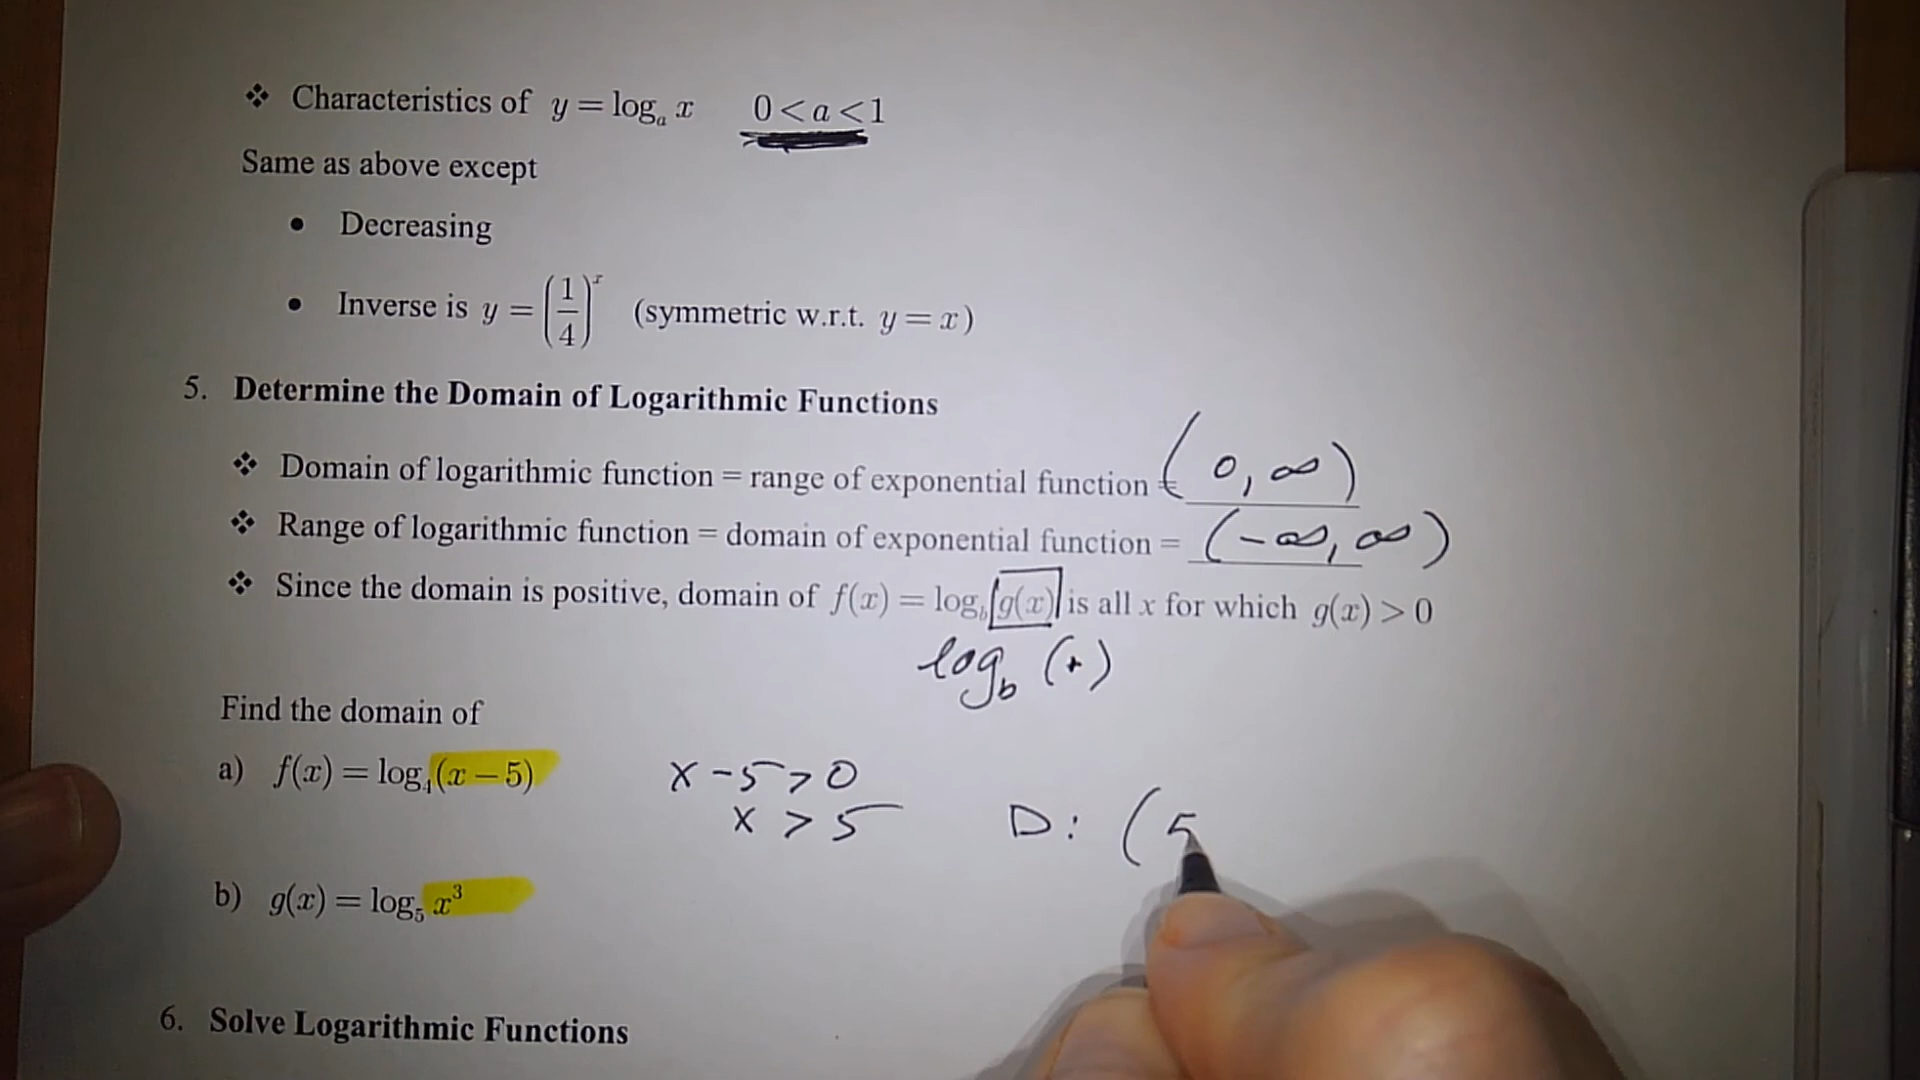 ❖ Characteristics of y = logₐ x 0 < a < 1
Same as above except
• Decreasing
• Inverse is y = (1/4)ˣ (symmetric w.r.t. y = x)
5. Determine the Domain of Logarithmic Functions
❖ Domain of logarithmic function = range of exponential function = (0, ∞)
❖ Range of logarithmic function = domain of exponential function = (-∞, ∞)
❖ Since the domain is positive, domain of f(x) = log_b [g(x)] is all x for which g(x) > 0
log_b (+)
Find the domain of
a) f(x) = log₄(x − 5) x - 5 > 0
x > 5 D: (5
b) g(x) = log₅ x³
6. Solve Logarithmic Functions